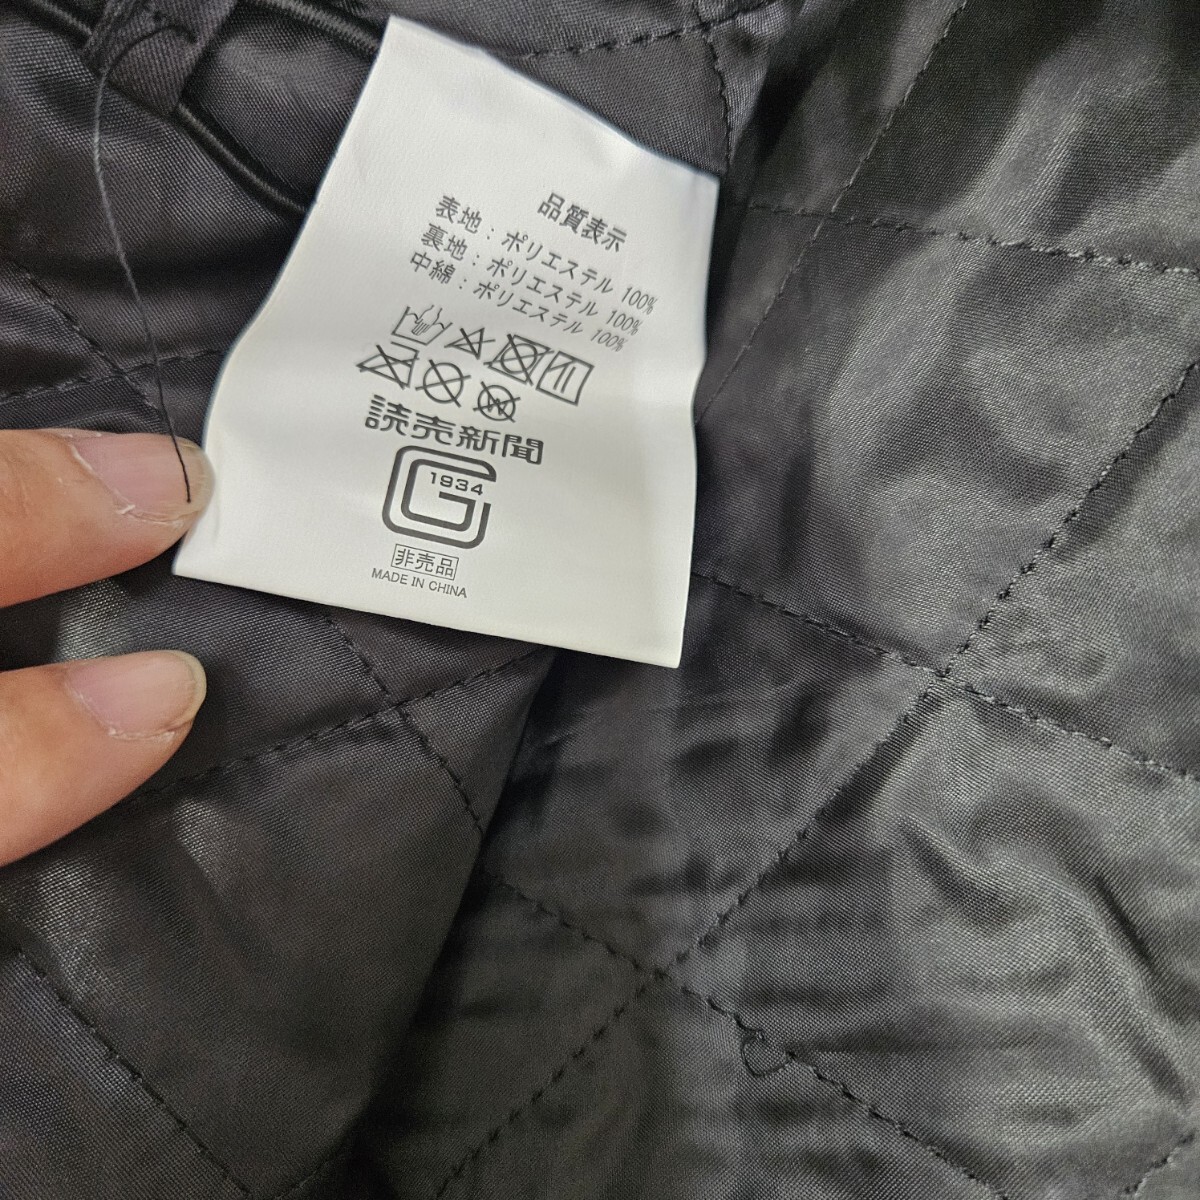 品質表示
表地：ポリエステル 100%
裏地：ポリエステル 100%
中綿：ポリエステル 100%
W
読売新聞
G 1934
非売品
MADE IN CHINA